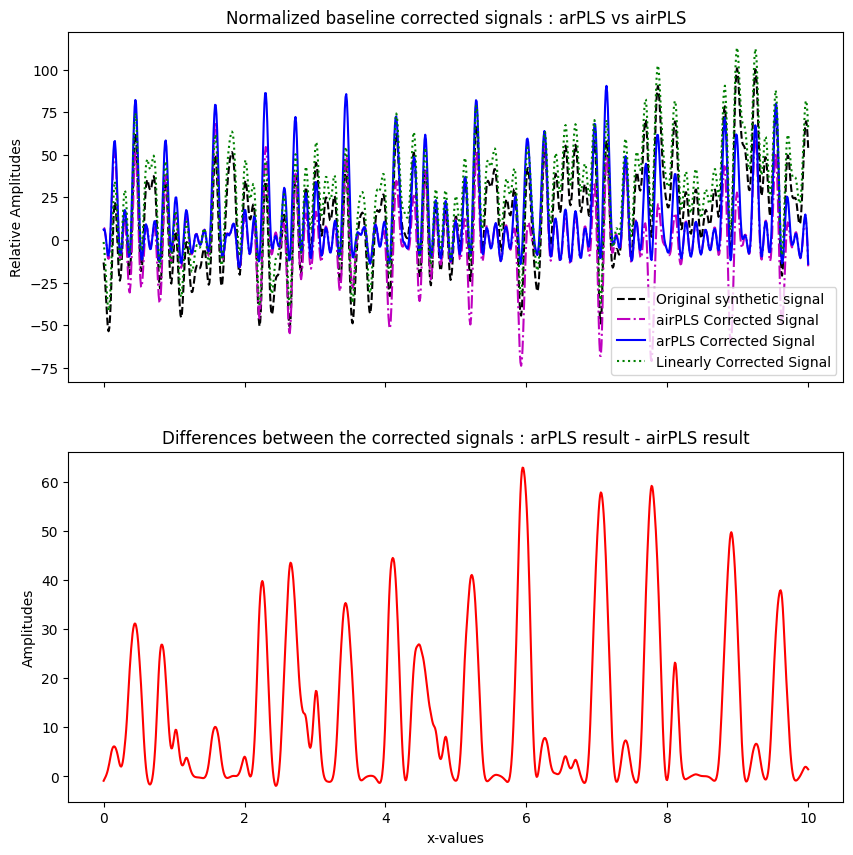 Normalized baseline corrected signals : arPLS vs airPLS
Relative Amplitudes
100
75
50
25
0
−25
−50
−75
Original synthetic signal
airPLS Corrected Signal
arPLS Corrected Signal
Linearly Corrected Signal
Differences between the corrected signals : arPLS result - airPLS result
Amplitudes
60
50
40
30
20
10
0
0 2 4 6 8 10
x-values